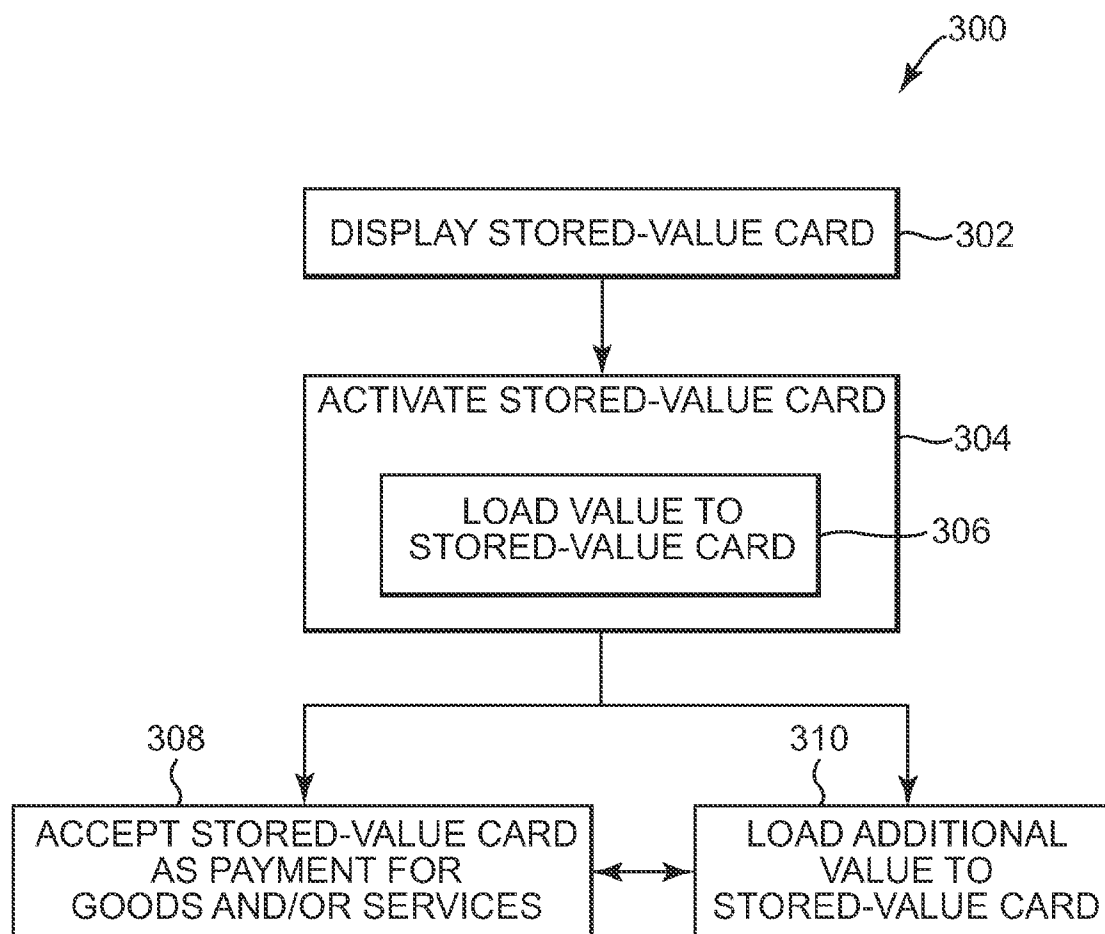 300
DISPLAY STORED-VALUE CARD
302
ACTIVATE STORED-VALUE CARD
304
LOAD VALUE TO
STORED-VALUE CARD
306
308
310
ACCEPT STORED-VALUE CARD
AS PAYMENT FOR
GOODS AND/OR SERVICES
LOAD ADDITIONAL
VALUE TO
STORED-VALUE CARD